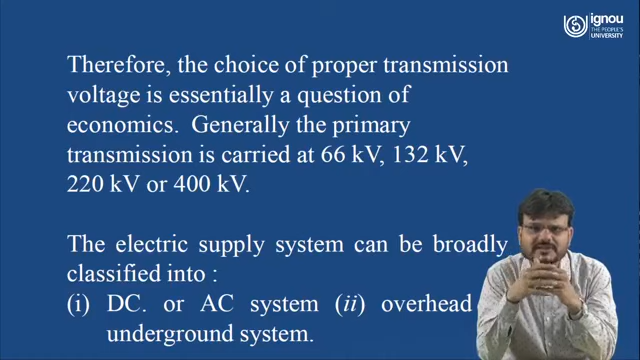 ignou
THE PEOPLE'S
UNIVERSITY
Therefore, the choice of proper transmission
voltage is essentially a question of
economics. Generally the primary
transmission is carried at 66 kV, 132 kV,
220 kV or 400 kV.
The electric supply system can be broadly
classified into :
(i) DC. or AC system (ii) overhead
underground system.